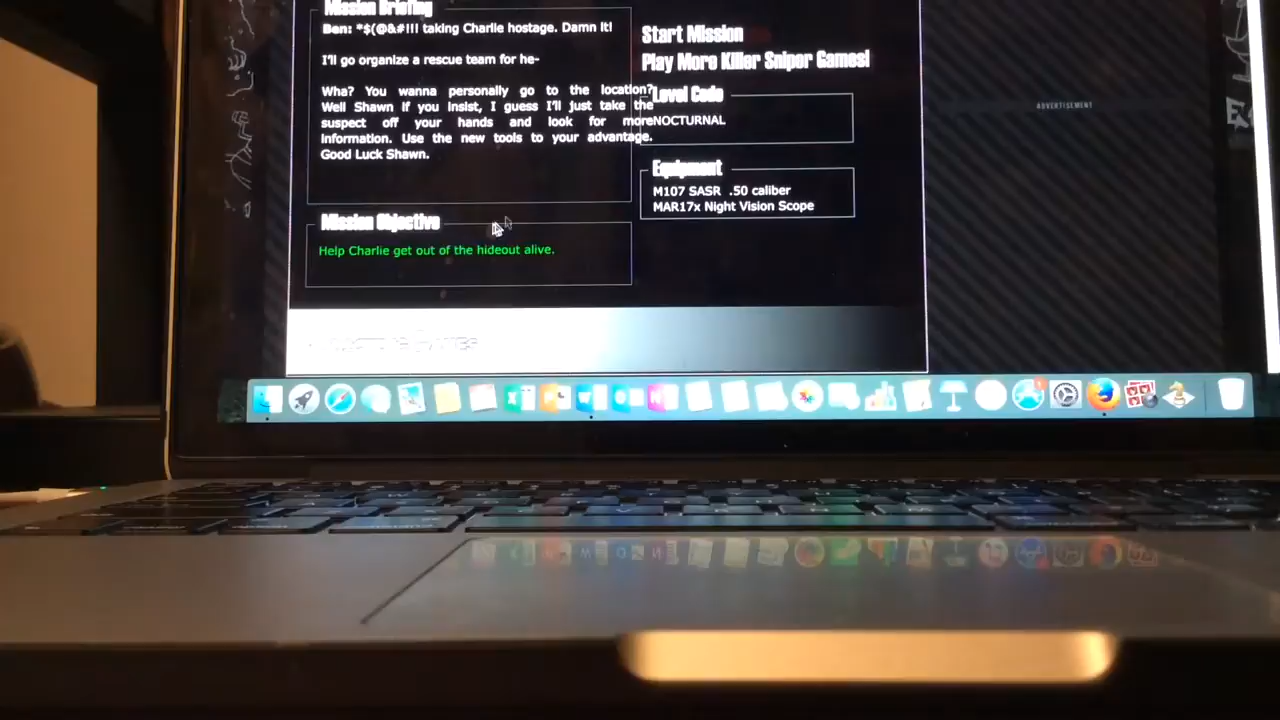 Mission Briefing
Ben: *$(@&#!!! taking Charlie hostage. Damn It!
I'll go organize a rescue team for he-
Wha? You wanna personally go to the location?
Well Shawn if you insist, I guess I'll just take the
suspect off your hands and look for more
information. Use the new tools to your advantage.
Good Luck Shawn.
Mission Objective
Help Charlie get out of the hideout alive.
Start Mission
Play More Killer Sniper Games!
Level Code
NOCTURNAL
Equipment
M107 SASR .50 caliber
MAR17x Night Vision Scope
ADVERTISEMENT